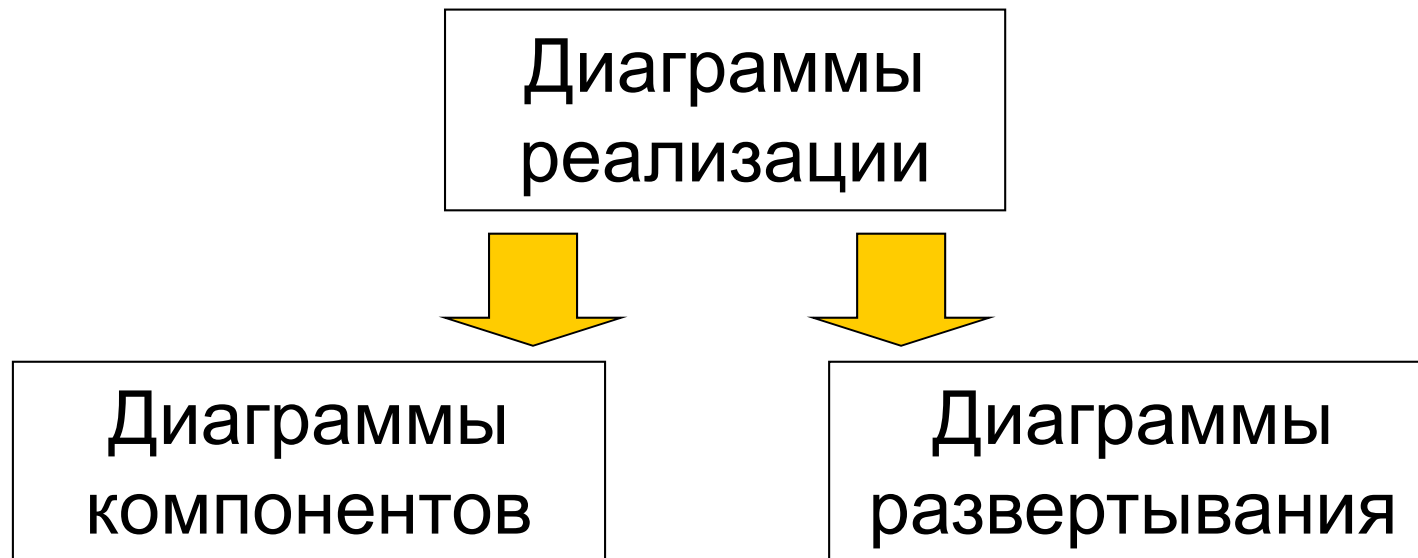 Диаграммы
реализации
Диаграммы
компонентов
Диаграммы
развертывания